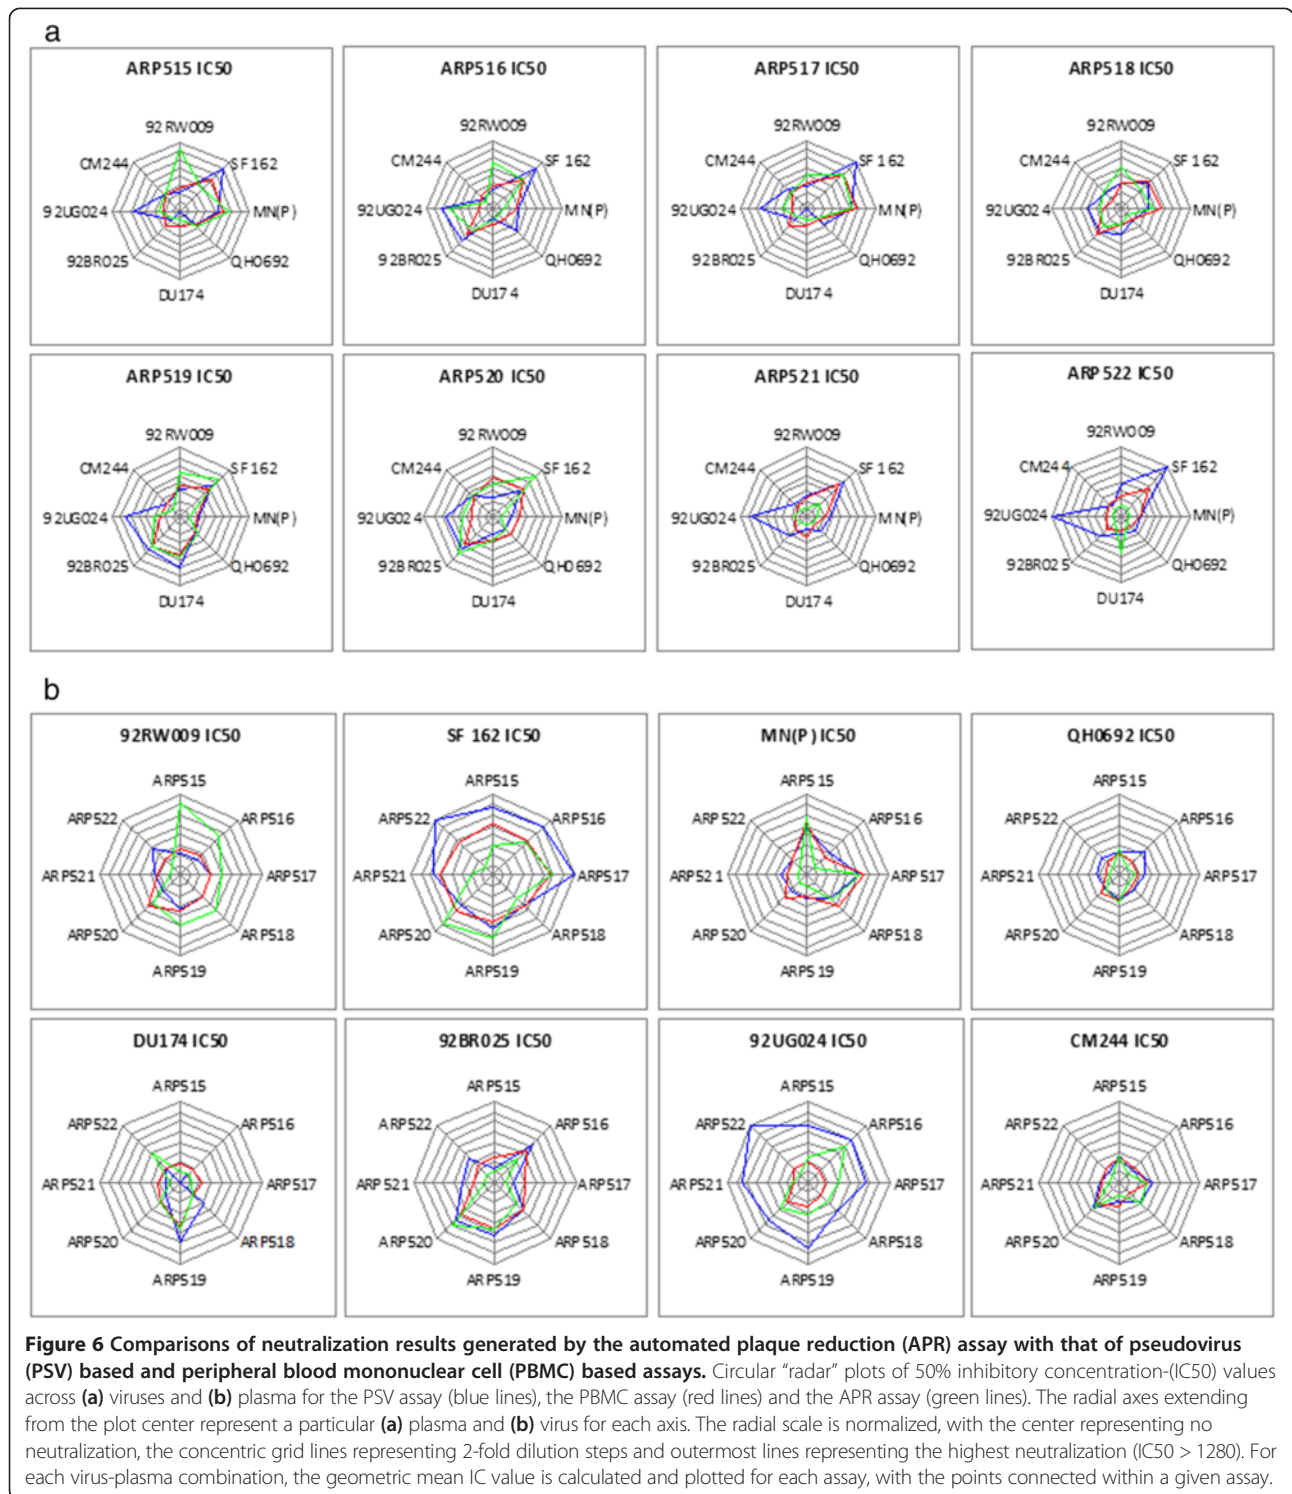 a
ARP515 IC50
92RW009
CM244
SF162
92UG024
MN(P)
92BR025
QH0692
DU174
ARP516 IC50
92RW009
CM244
SF 162
92UG024
MN(P)
92BR025
QH0692
DU174
ARP517 IC50
92RW009
CM244
SF 162
92UG024
MN(P)
92BR025
QH0692
DU174
ARP518 IC50
92RW009
CM244
SF 162
92UG024
MN(P)
92BR025
QH0692
DU174
ARP519 IC50
92RW009
CM244
SF 162
92UG024
MN(P)
92BR025
QH0692
DU174
ARP520 IC50
92RW009
CM244
SF 162
92UG024
MN(P)
92BR025
QH0692
DU174
ARP521 IC50
92RW009
CM244
SF 162
92UG024
MN(P)
92BR025
QH0692
DU174
ARP522 IC50
92RW009
CM244
SF 162
92UG024
MN(P)
92BR025
QH0692
DU174
b
92RW009 IC50
ARP515
ARP522
ARP516
ARP521
ARP517
ARP520
ARP518
ARP519
SF 162 IC50
ARP515
ARP522
ARP516
ARP521
ARP517
ARP520
ARP518
ARP519
MN(P) IC50
ARP515
ARP522
ARP516
ARP521
ARP517
ARP520
ARP518
ARP519
QH0692 IC50
ARP515
ARP522
ARP516
ARP521
ARP517
ARP520
ARP518
ARP519
DU174 IC50
ARP515
ARP522
ARP516
ARP521
ARP517
ARP520
ARP518
ARP519
92BR025 IC50
ARP515
ARP522
ARP516
ARP521
ARP517
ARP520
ARP518
ARP519
92UG024 IC50
ARP515
ARP522
ARP516
ARP521
ARP517
ARP520
ARP518
ARP519
CM244 IC50
ARP515
ARP522
ARP516
ARP521
ARP517
ARP520
ARP518
ARP519
Figure 6 Comparisons of neutralization results generated by the automated plaque reduction (APR) assay with that of pseudovirus
(PSV) based and peripheral blood mononuclear cell (PBMC) based assays. Circular “radar” plots of 50% inhibitory concentration-(IC50) values
across (a) viruses and (b) plasma for the PSV assay (blue lines), the PBMC assay (red lines) and the APR assay (green lines). The radial axes extending
from the plot center represent a particular (a) plasma and (b) virus for each axis. The radial scale is normalized, with the center representing no
neutralization, the concentric grid lines representing 2-fold dilution steps and outermost lines representing the highest neutralization (IC50 > 1280). For
each virus-plasma combination, the geometric mean IC value is calculated and plotted for each assay, with the points connected within a given assay.